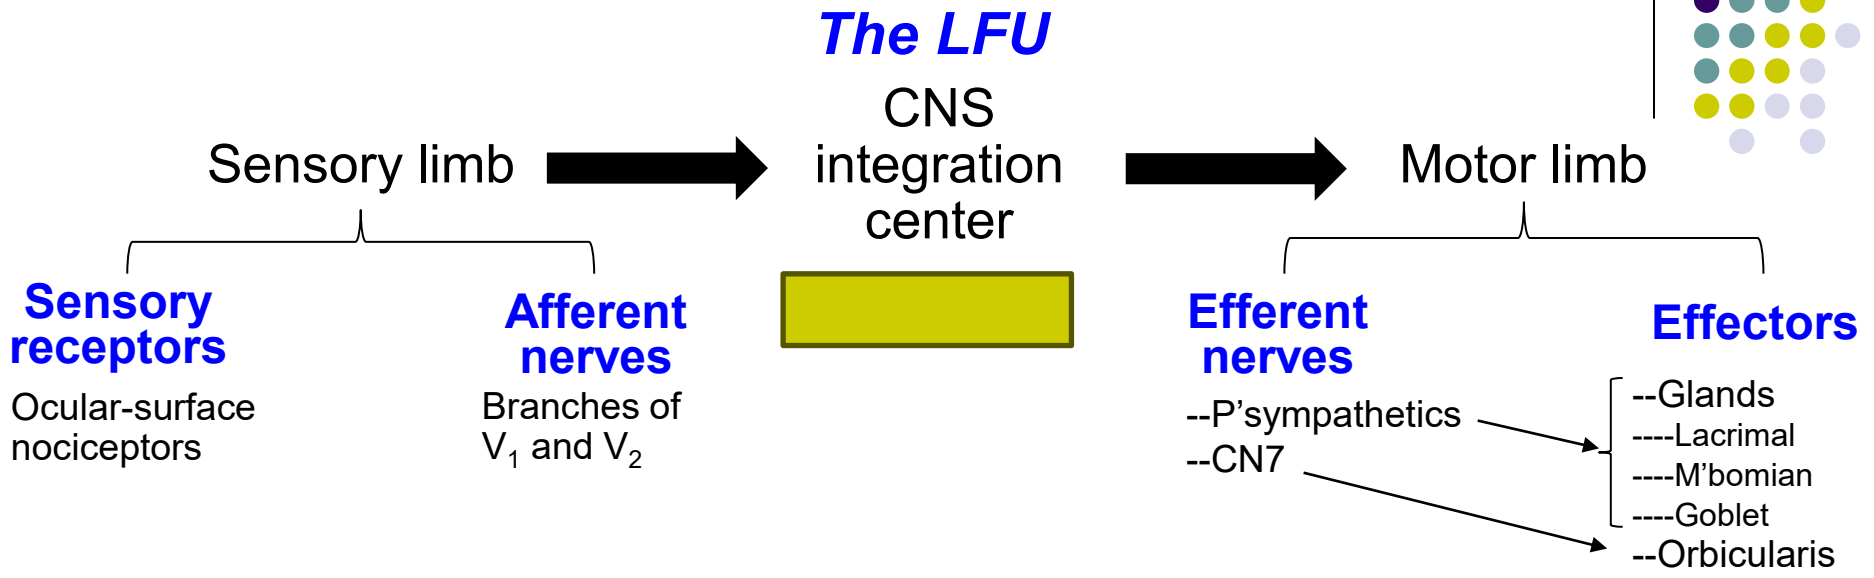 The LFU
Sensory limb
CNS
integration
center
Motor limb
Sensory
receptors
Ocular-surface
nociceptors
Afferent
nerves
Branches of
V₁ and V₂
Efferent
nerves
--P'sympathetics
--CN7
Effectors
--Glands
----Lacrimal
----M'bomian
----Goblet
--Orbicularis